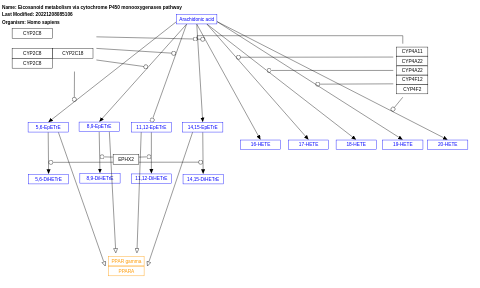 Name: Eicosanoid metabolism via cytochrome P450 monooxygenases pathway
Last Modified: 20221208085106
Organism: Homo sapiens
Arachidonic acid
CYP2C8
CYP2C8 CYP2C18
CYP2C8
CYP4A11
CYP4A22
CYP4A22
CYP4F12
CYP4F2
5,6-EpETrE 8,9-EpETrE 11,12-EpETrE 14,15-EpETrE
16-HETE 17-HETE 18-HETE 19-HETE 20-HETE
EPHX2
5,6-DiHETrE 8,9-DiHETrE 11,12-DiHETrE 14,15-DiHETrE
PPAR gamma
PPARA